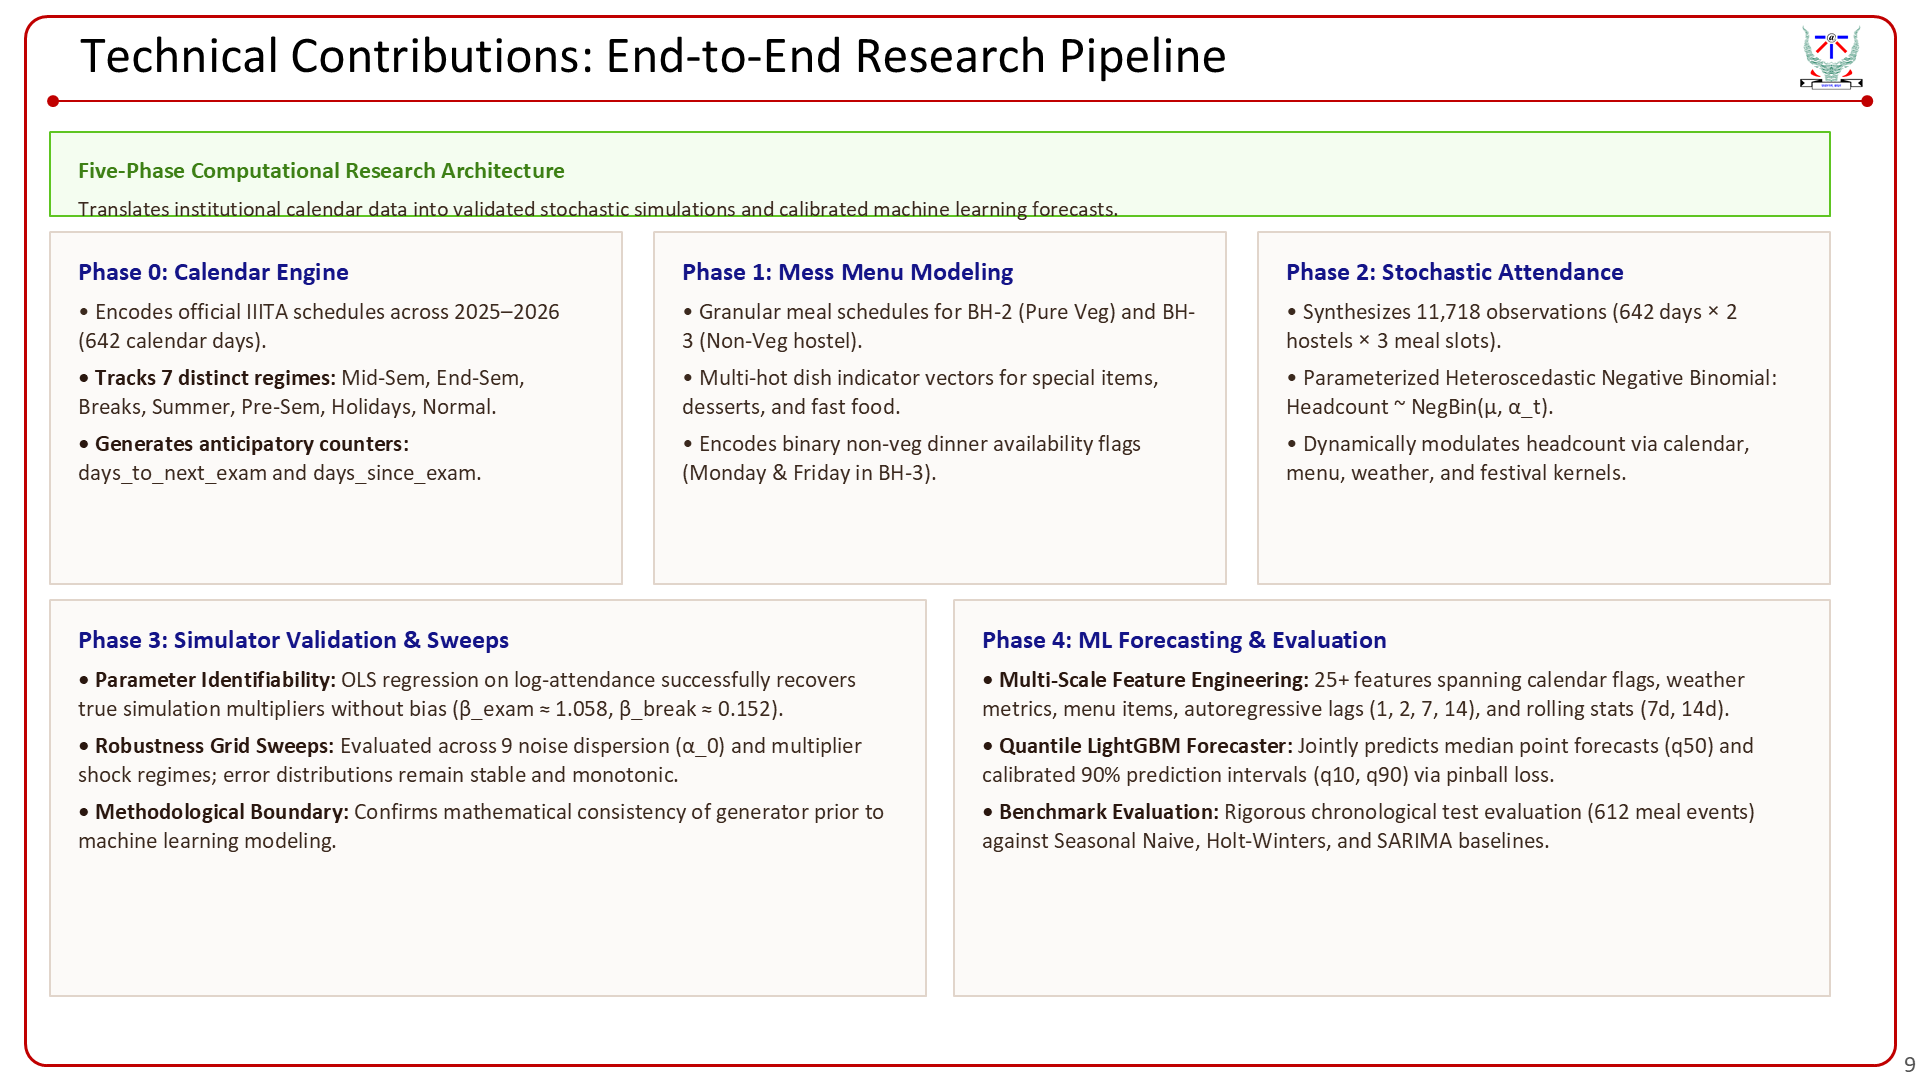 Technical Contributions: End-to-End Research Pipeline
Five-Phase Computational Research Architecture
Translates institutional calendar data into validated stochastic simulations and calibrated machine learning forecasts.
Phase 0: Calendar Engine
• Encodes official IIITA schedules across 2025–2026
(642 calendar days).
• Tracks 7 distinct regimes: Mid-Sem, End-Sem,
Breaks, Summer, Pre-Sem, Holidays, Normal.
• Generates anticipatory counters:
days_to_next_exam and days_since_exam.
Phase 1: Mess Menu Modeling
• Granular meal schedules for BH-2 (Pure Veg) and BH-
3 (Non-Veg hostel).
• Multi-hot dish indicator vectors for special items,
desserts, and fast food.
• Encodes binary non-veg dinner availability flags
(Monday & Friday in BH-3).
Phase 2: Stochastic Attendance
• Synthesizes 11,718 observations (642 days × 2
hostels × 3 meal slots).
• Parameterized Heteroscedastic Negative Binomial:
Headcount ~ NegBin(μ, α_t).
• Dynamically modulates headcount via calendar,
menu, weather, and festival kernels.
Phase 3: Simulator Validation & Sweeps
• Parameter Identifiability: OLS regression on log-attendance successfully recovers
true simulation multipliers without bias (β_exam ≈ 1.058, β_break ≈ 0.152).
• Robustness Grid Sweeps: Evaluated across 9 noise dispersion (α_0) and multiplier
shock regimes; error distributions remain stable and monotonic.
• Methodological Boundary: Confirms mathematical consistency of generator prior to
machine learning modeling.
Phase 4: ML Forecasting & Evaluation
• Multi-Scale Feature Engineering: 25+ features spanning calendar flags, weather
metrics, menu items, autoregressive lags (1, 2, 7, 14), and rolling stats (7d, 14d).
• Quantile LightGBM Forecaster: Jointly predicts median point forecasts (q50) and
calibrated 90% prediction intervals (q10, q90) via pinball loss.
• Benchmark Evaluation: Rigorous chronological test evaluation (612 meal events)
against Seasonal Naive, Holt-Winters, and SARIMA baselines.
9